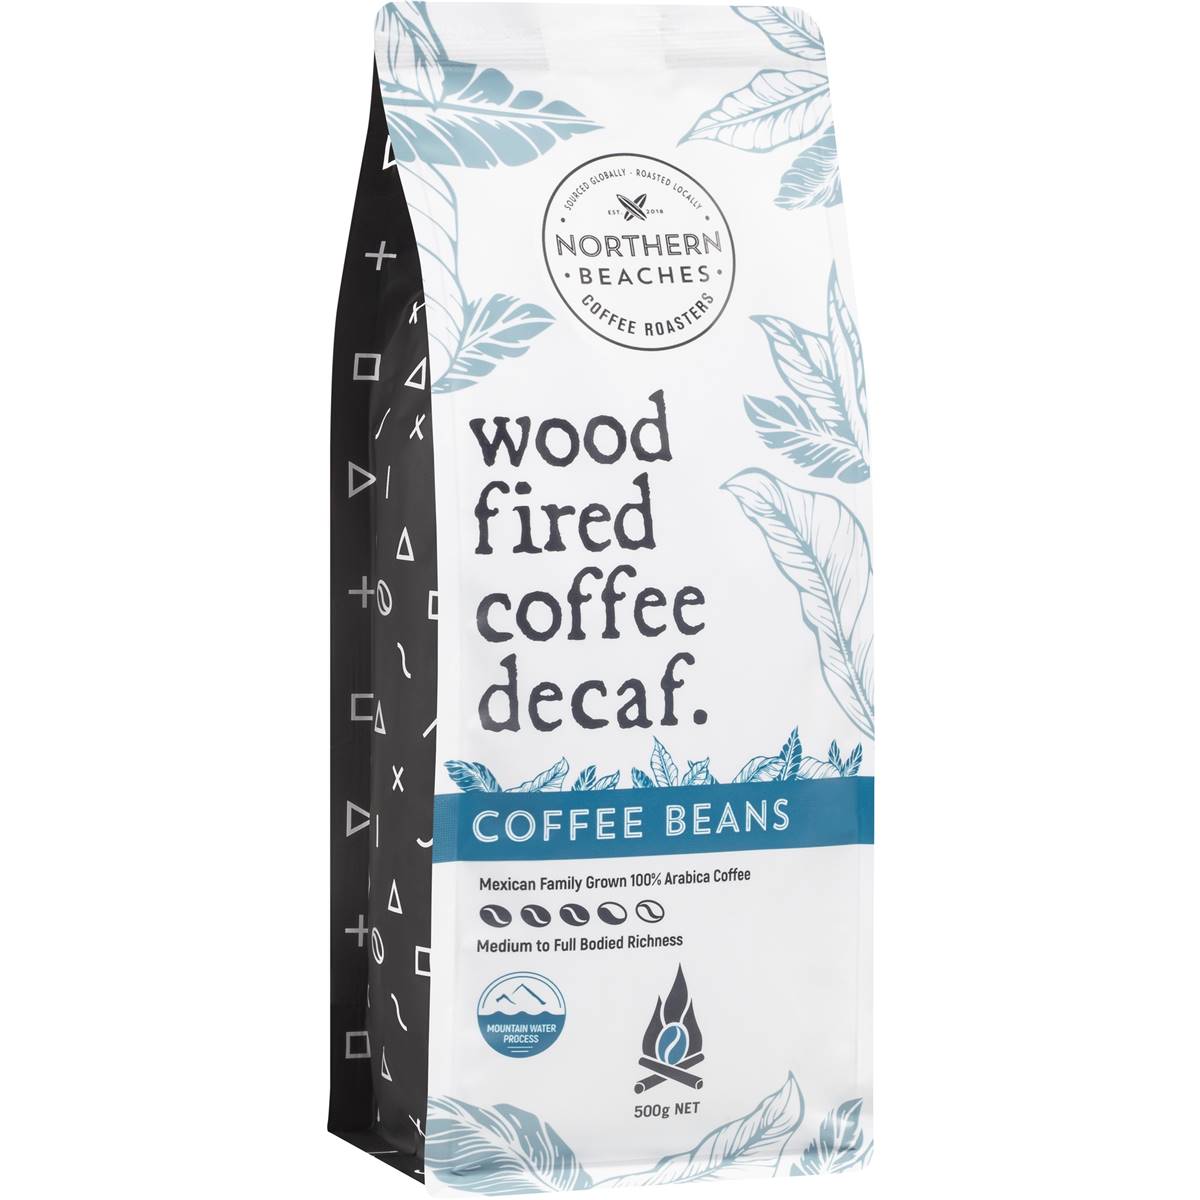 SOURCED GLOBALLY · ROASTED LOCALLY
EST. 2018
NORTHERN
· BEACHES ·
COFFEE ROASTERS
wood
fired
coffee
decaf.
COFFEE BEANS
Mexican Family Grown 100% Arabica Coffee
Medium to Full Bodied Richness
MOUNTAIN WATER
PROCESS
500g NET